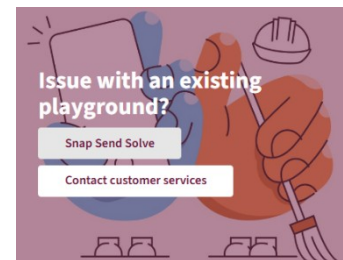 Issue with an existing
playground?
Snap Send Solve
Contact customer services